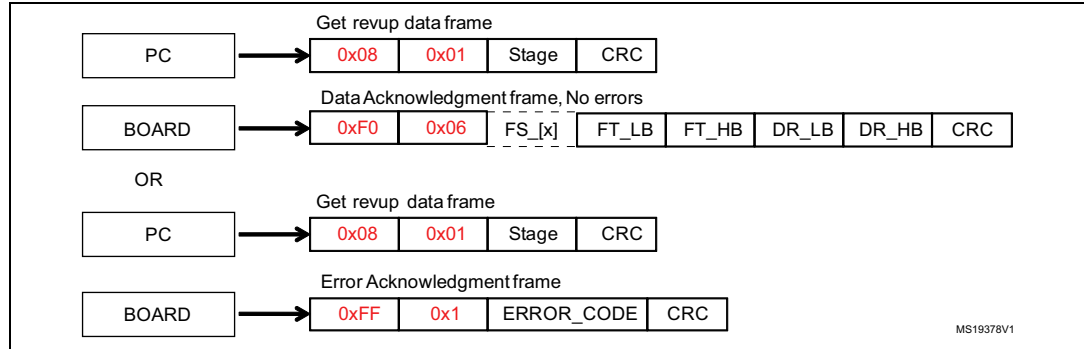 Get revup data frame
PC 0x08 0x01 Stage CRC
Data Acknowledgment frame, No errors
BOARD 0xF0 0x06 FS_[x] FT_LB FT_HB DR_LB DR_HB CRC
OR
Get revup data frame
PC 0x08 0x01 Stage CRC
Error Acknowledgment frame
BOARD 0xFF 0x1 ERROR_CODE CRC
MS19378V1